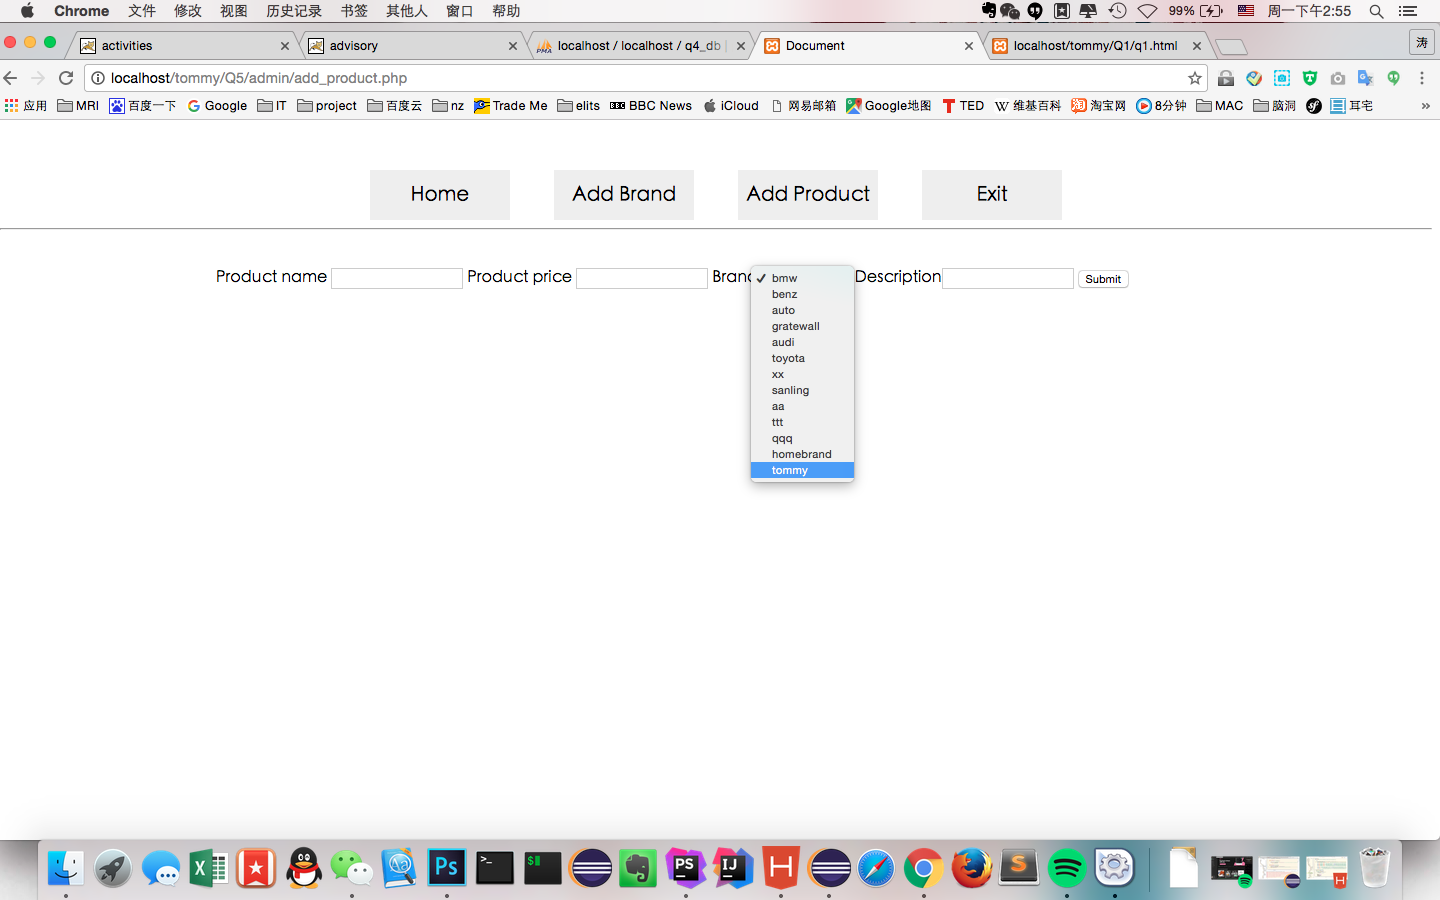 Chrome 文件 修改 视图 历史记录 书签 其他人 窗口 帮助 99% 周一下午2:55
activities advisory localhost / localhost / q4_db Document localhost/tommy/Q1/q1.html 涛
localhost/tommy/Q5/admin/add_product.php
应用 MRI 百度一下 Google IT project 百度云 nz Trade Me elits BBC News iCloud 网易邮箱 Google地图 TED 维基百科 淘宝网 8分钟 MAC 脑洞 耳宅 »
Home Add Brand Add Product Exit
Product name Product price Brand Description Submit
bmw
benz
auto
gratewall
audi
toyota
xx
sanling
aa
ttt
qqq
homebrand
tommy